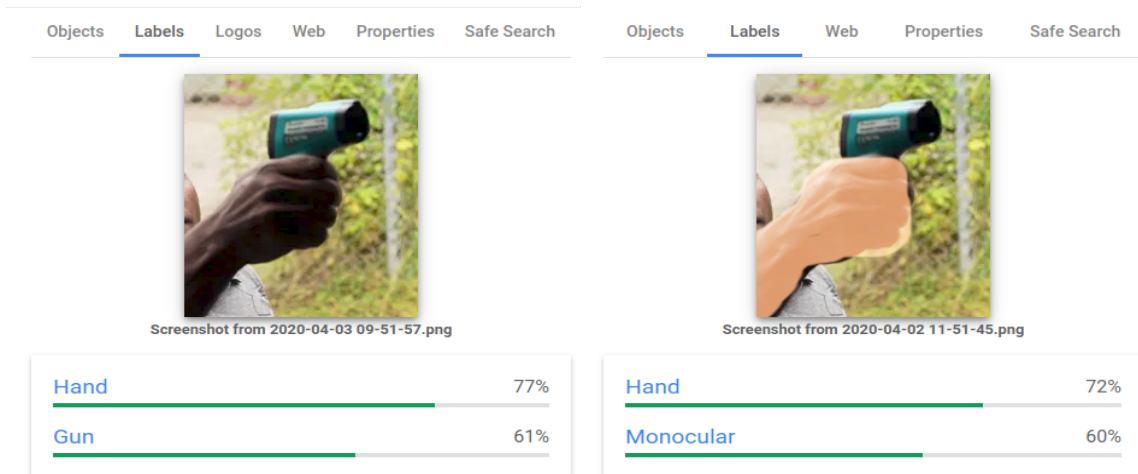 Objects Labels Logos Web Properties Safe Search
Screenshot from 2020-04-03 09-51-57.png
Hand 77%
Gun 61%
Objects Labels Web Properties Safe Search
Screenshot from 2020-04-02 11-51-45.png
Hand 72%
Monocular 60%